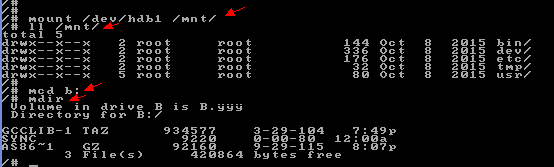 /#
/# mount /dev/hdb1 /mnt/
/# ll /mnt/
total 5
drwx--x--x 2 root root 144 Oct 8 2015 bin/
drwx--x--x 2 root root 336 Oct 8 2015 dev/
drwx--x--x 2 root root 176 Oct 8 2015 etc/
drwx--x--x 2 root root 32 Oct 8 2015 tmp/
drwx--x--x 5 root root 80 Oct 8 2015 usr/
/#
/# mcd b:
/# mdir
Volume in drive B is B.ÿÿÿ
Directory for B:/
GCCLIB-1 TAZ 934577 3-29-104 7:49p
SYNC 9220 0-00-80 12:00a
AS86~1 GZ 92160 9-29-115 8:07p
3 File(s) 420864 bytes free
/# _